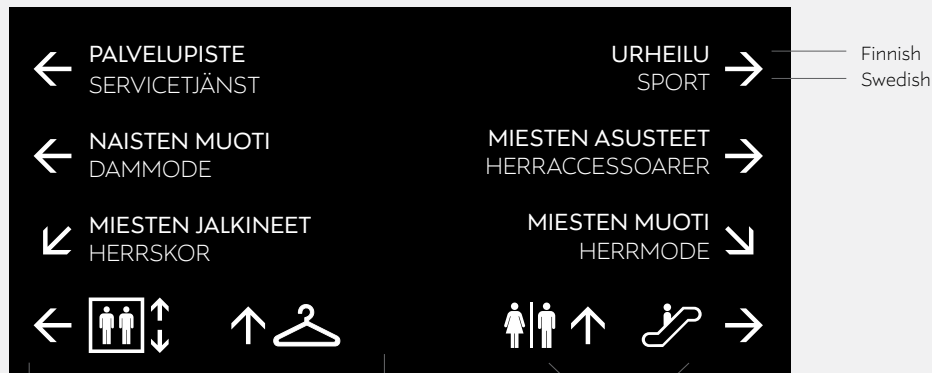 PALVELUPISTE
SERVICETJÄNST
URHEILU
SPORT
Finnish
Swedish
NAISTEN MUOTI
DAMMODE
MIESTEN ASUSTEET
HERRACCESSOARER
MIESTEN JALKINEET
HERRSKOR
MIESTEN MUOTI
HERRMODE